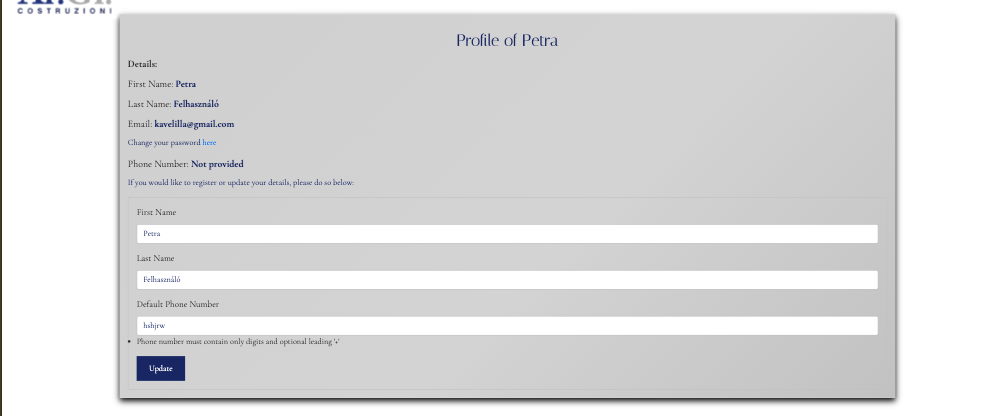 COSTRUZIONI
Profile of Petra
Details:
First Name: Petra
Last Name: Felhasználó
Email: kavelilla@gmail.com
Change your password here
Phone Number: Not provided
If you would like to register or update your details, please do so below:
First Name
Petra
Last Name
Felhasználó
Default Phone Number
hshjrw
• Phone number must contain only digits and optional leading '+'
Update